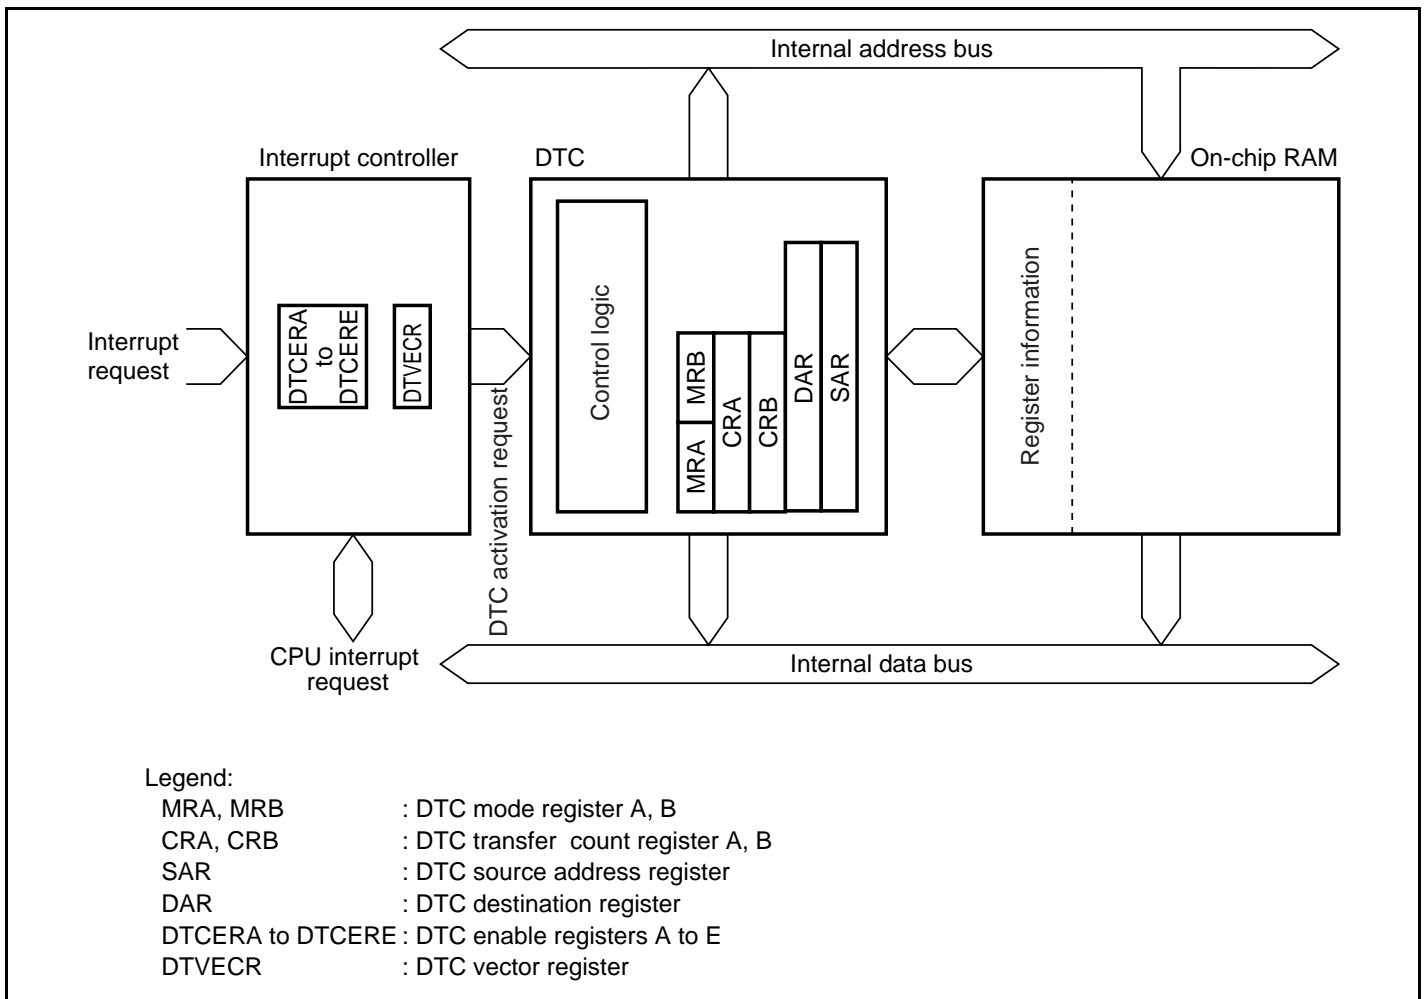 Internal address bus
Interrupt controller
DTC
On-chip RAM
Interrupt
request
DTCERA
to
DTCERE
DTVECR
DTC activation request
Control logic
MRA
MRB
CRA
CRB
DAR
SAR
Register information
CPU interrupt
request
Internal data bus
Legend:
MRA, MRB : DTC mode register A, B
CRA, CRB : DTC transfer count register A, B
SAR : DTC source address register
DAR : DTC destination register
DTCERA to DTCERE : DTC enable registers A to E
DTVECR : DTC vector register